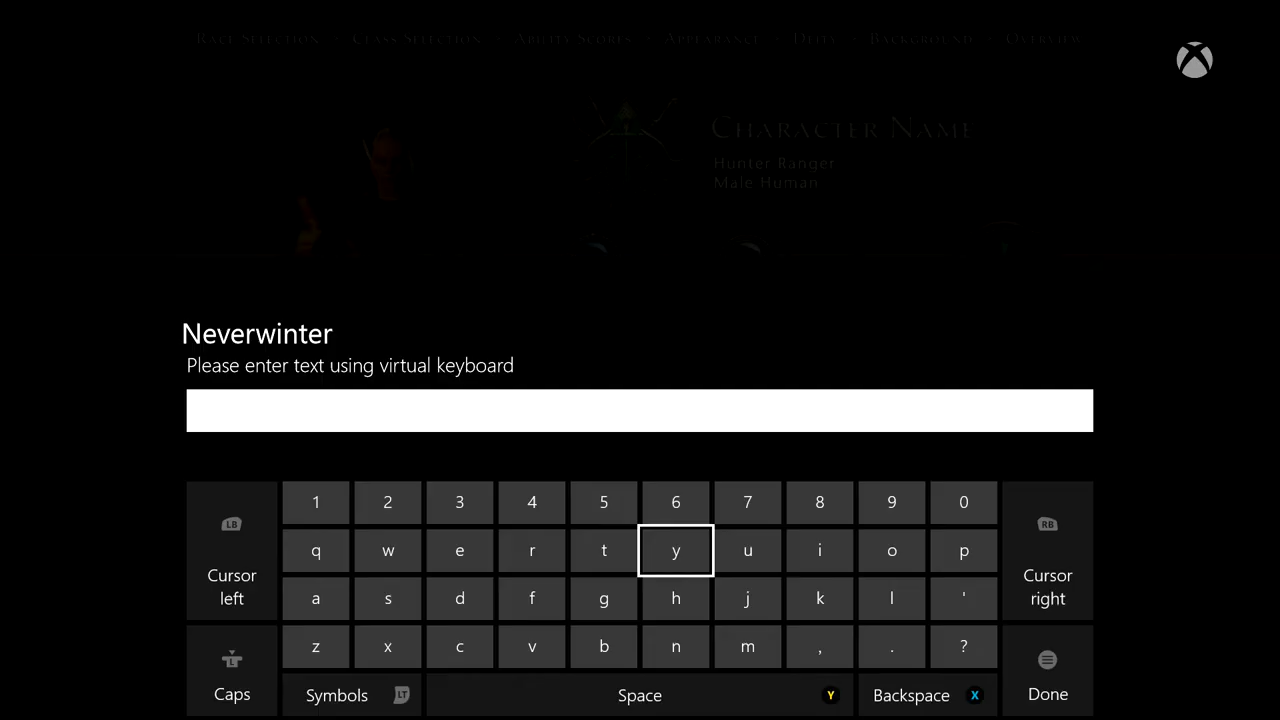 Race Selection · Class Selection · Ability Scores · Appearance · Deity · Background · Overview
Character Name
Hunter Ranger
Male Human
Neverwinter
Please enter text using virtual keyboard
1 2 3 4 5 6 7 8 9 0
LB q w e r t y u i o p RB
Cursor left a s d f g h j k l ' Cursor right
L z x c v b n m , . ?
Caps Symbols LT Space Y Backspace X Done